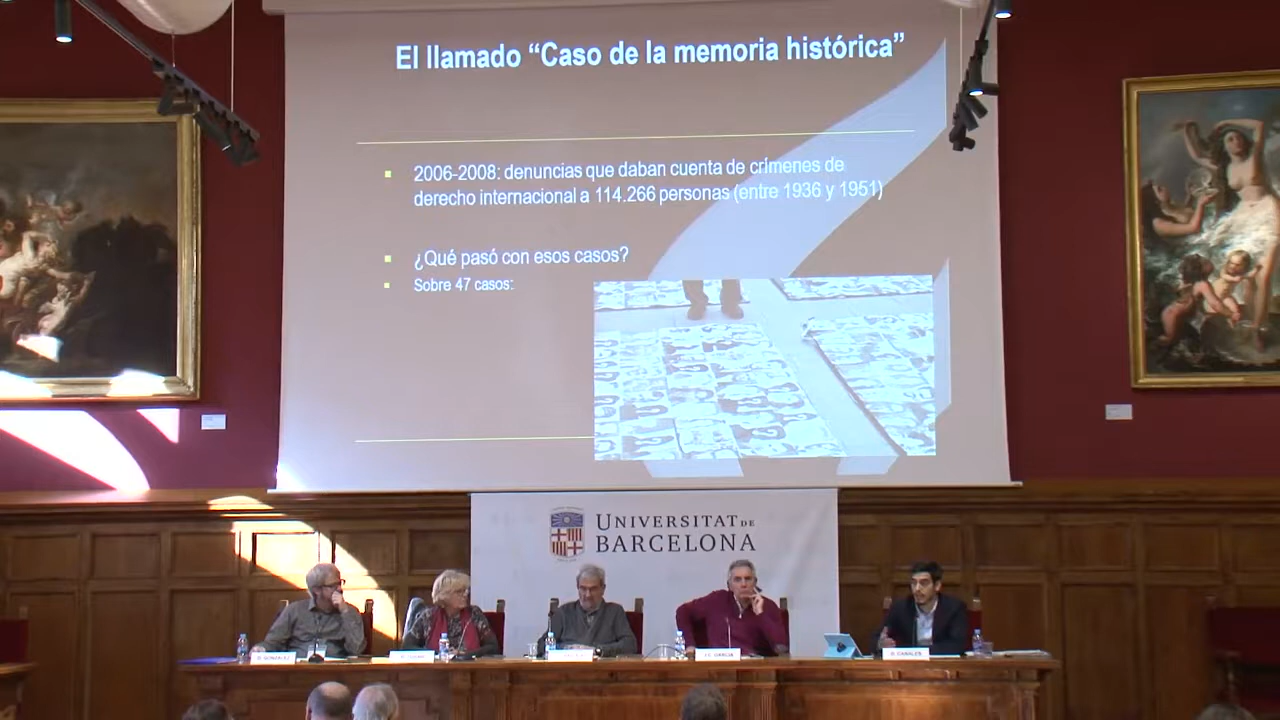 El llamado “Caso de la memoria histórica”
2006-2008: denuncias que daban cuenta de crímenes de
derecho internacional a 114.266 personas (entre 1936 y 1951)
¿Qué pasó con esos casos?
Sobre 47 casos:
UNIVERSITAT DE
BARCELONA